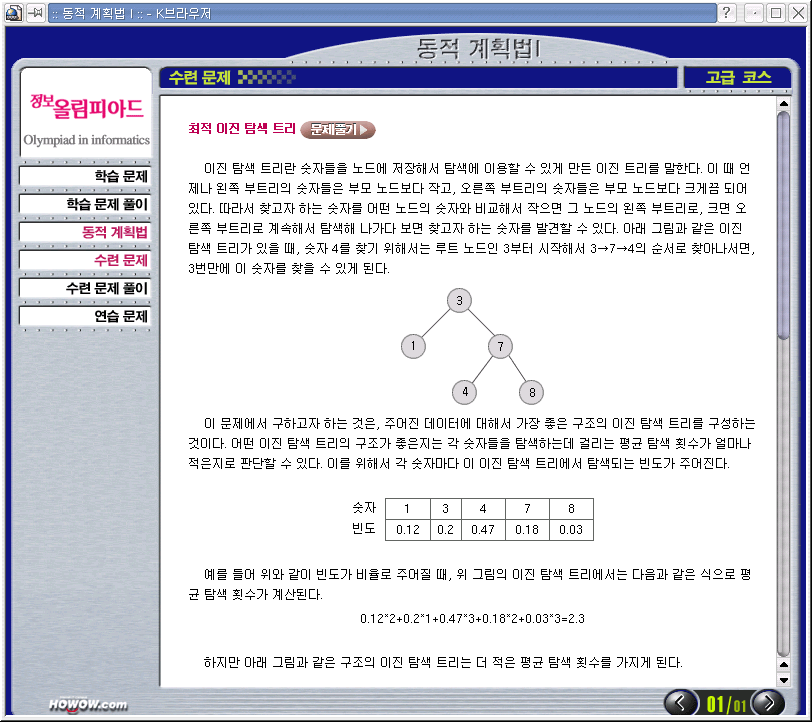 :: 동적 계획법 I :: - K브라우저
동적 계획법I
정보올림피아드
Olympiad in informatics
학습 문제
학습 문제 풀이
동적 계획법
수련 문제
수련 문제 풀이
연습 문제
수련 문제
고급 코스
최적 이진 탐색 트리 문제풀기
이진 탐색 트리란 숫자들을 노드에 저장해서 탐색에 이용할 수 있게 만든 이진 트리를 말한다. 이 때 언
제나 왼쪽 부트리의 숫자들은 부모 노드보다 작고, 오른쪽 부트리의 숫자들은 부모 노드보다 크게끔 되어
있다. 따라서 찾고자 하는 숫자를 어떤 노드의 숫자와 비교해서 작으면 그 노드의 왼쪽 부트리로, 크면 오
른쪽 부트리로 계속해서 탐색해 나가다 보면 찾고자 하는 숫자를 발견할 수 있다. 아래 그림과 같은 이진
탐색 트리가 있을 때, 숫자 4를 찾기 위해서는 루트 노드인 3부터 시작해서 3→7→4의 순서로 찾아나서면,
3번만에 이 숫자를 찾을 수 있게 된다.
3
1 7
4 8
이 문제에서 구하고자 하는 것은, 주어진 데이터에 대해서 가장 좋은 구조의 이진 탐색 트리를 구성하는
것이다. 어떤 이진 탐색 트리의 구조가 좋은지는 각 숫자들을 탐색하는데 걸리는 평균 탐색 횟수가 얼마나
적은지로 판단할 수 있다. 이를 위해서 각 숫자마다 이 이진 탐색 트리에서 탐색되는 빈도가 주어진다.
숫자 1 3 4 7 8
빈도 0.12 0.2 0.47 0.18 0.03
예를 들어 위와 같이 빈도가 비율로 주어질 때, 위 그림의 이진 탐색 트리에서는 다음과 같은 식으로 평
균 탐색 횟수가 계산된다.
0.12*2+0.2*1+0.47*3+0.18*2+0.03*3=2.3
하지만 아래 그림과 같은 구조의 이진 탐색 트리는 더 적은 평균 탐색 횟수를 가지게 된다.
HOWOW.com
01/01